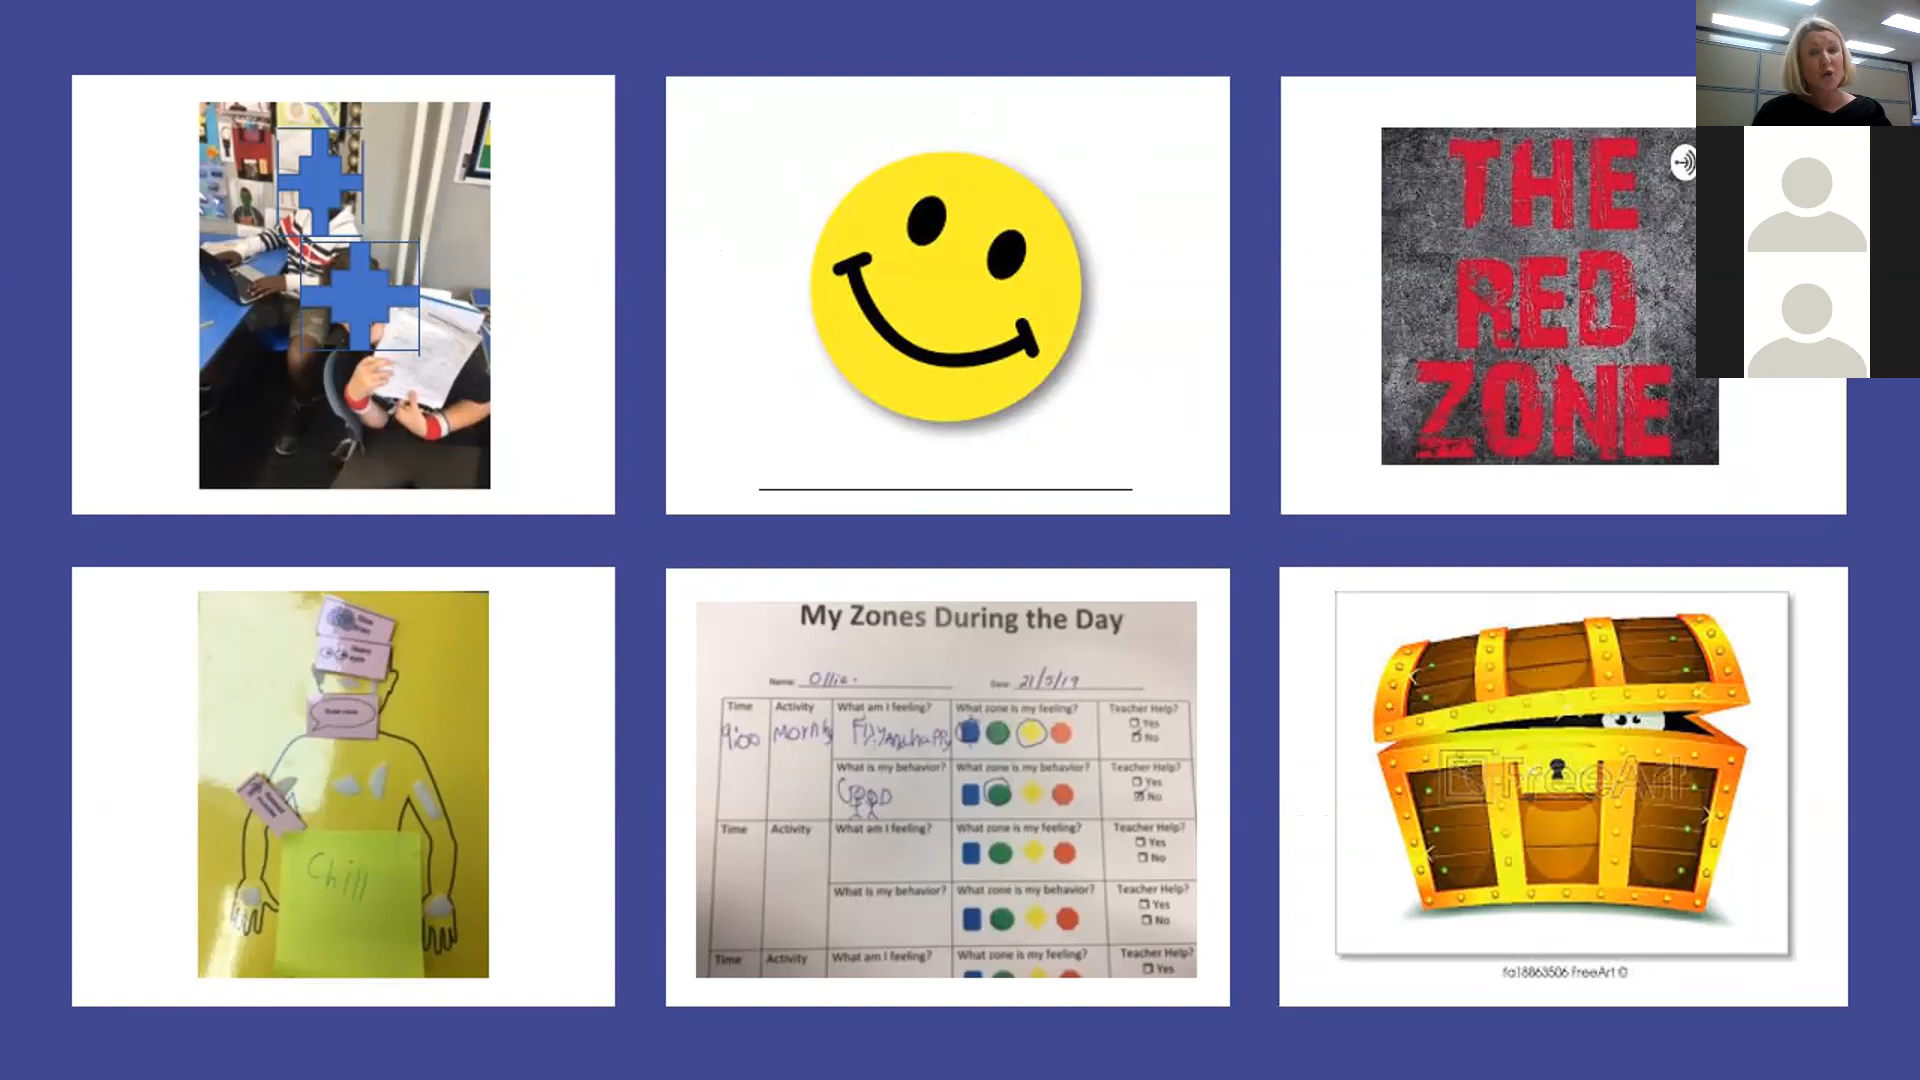 THE
RED
ZONE
Chill
My Zones During the Day
Name: Ollie. Date: 21/5/19
Time Activity What am I feeling? What zone is my feeling? Teacher Help?
9:00 Yes
No
What is my behavior? What zone is my behavior? Teacher Help?
Good Yes
No
Time Activity What am I feeling? What zone is my feeling? Teacher Help?
Yes
No
What is my behavior? What zone is my behavior? Teacher Help?
Yes
No
Time Activity What am I feeling? What zone is my feeling? Teacher Help?
Yes
FreeArt
fa18863506 FreeArt ©